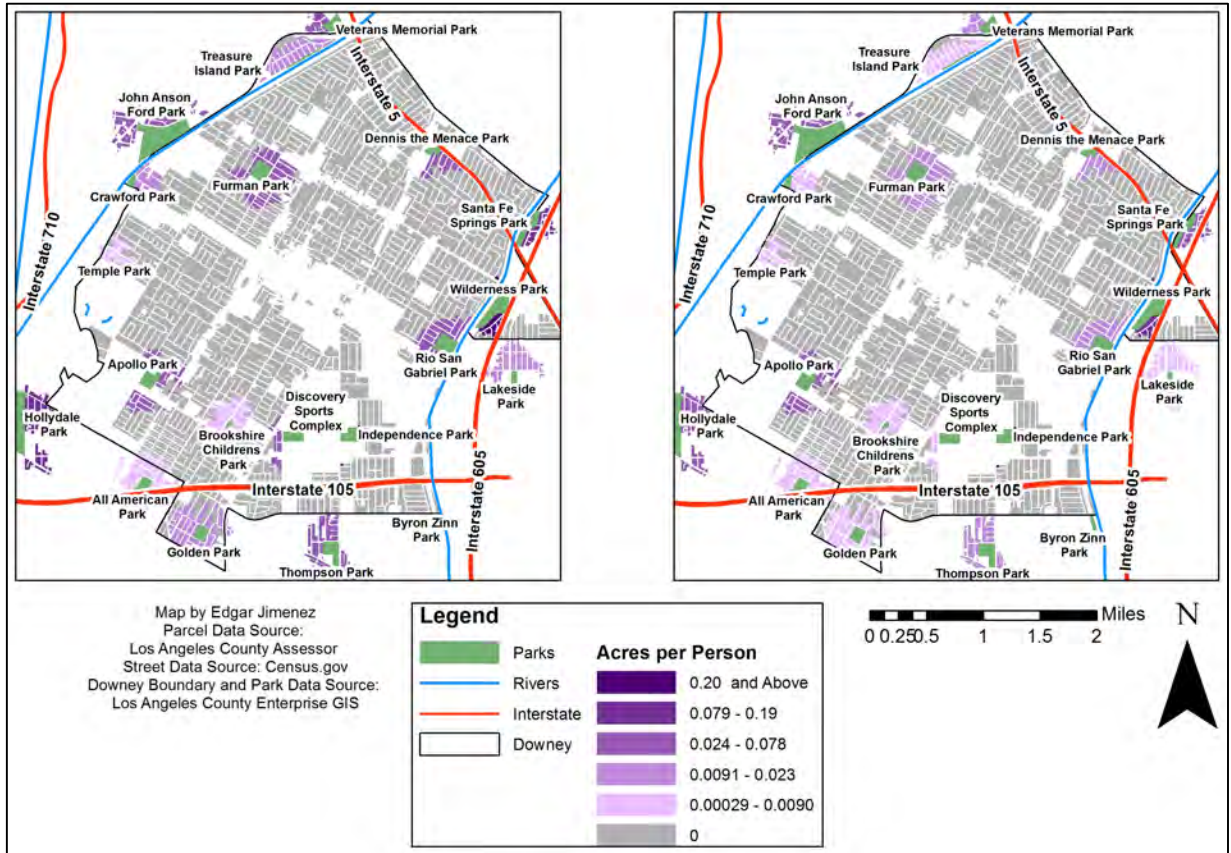 Veterans Memorial Park
Treasure
Island Park
Interstate 5
John Anson
Ford Park
Dennis the Menace Park
Furman Park
Crawford Park
Santa Fe
Springs Park
Interstate 710
Temple Park
Wilderness Park
Rio San
Gabriel Park
Apollo Park
Lakeside
Park
Discovery
Sports
Complex
Hollydale
Park
Brookshire
Childrens
Park
Independence Park
Interstate 105
Interstate 605
All American
Park
Byron Zinn
Park
Golden Park
Thompson Park
Veterans Memorial Park
Treasure
Island Park
Interstate 5
John Anson
Ford Park
Dennis the Menace Park
Furman Park
Crawford Park
Santa Fe
Springs Park
Interstate 710
Temple Park
Wilderness Park
Rio San
Gabriel Park
Apollo Park
Lakeside
Park
Discovery
Sports
Complex
Hollydale
Park
Brookshire
Childrens
Park
Independence Park
Interstate 105
Interstate 605
All American
Park
Byron Zinn
Park
Golden Park
Thompson Park
Map by Edgar Jimenez
Parcel Data Source:
Los Angeles County Assessor
Street Data Source: Census.gov
Downey Boundary and Park Data Source:
Los Angeles County Enterprise GIS
Legend
Parks
Rivers
Interstate
Downey
Acres per Person
0.20 and Above
0.079 - 0.19
0.024 - 0.078
0.0091 - 0.023
0.00029 - 0.0090
0
Miles
0 0.25 0.5 1 1.5 2
N